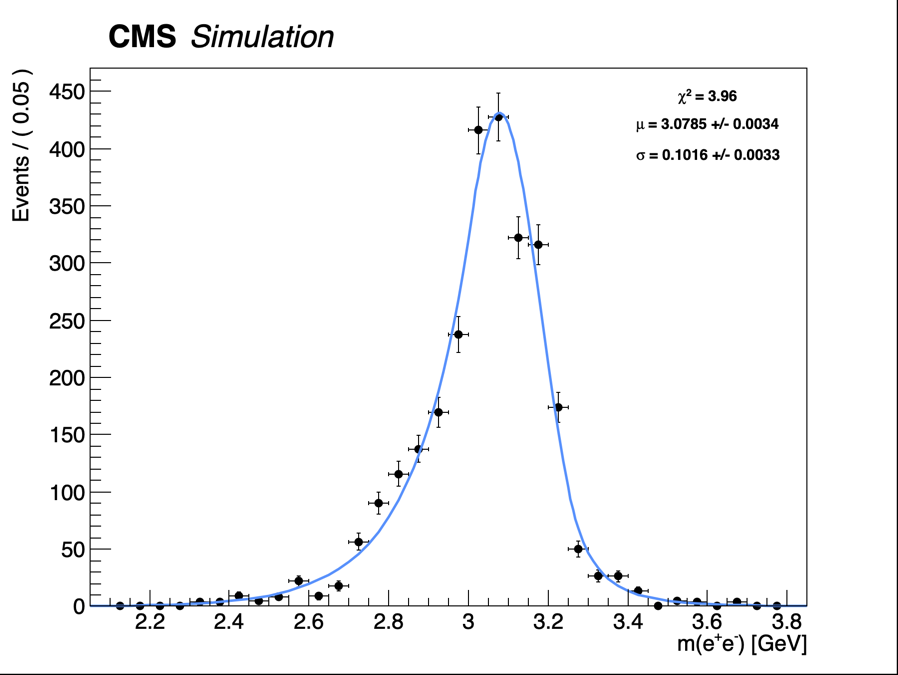 CMS Simulation
Events / ( 0.05 )
450
400
350
300
250
200
150
100
50
0
χ² = 3.96
μ = 3.0785 +/- 0.0034
σ = 0.1016 +/- 0.0033
2.2 2.4 2.6 2.8 3 3.2 3.4 3.6 3.8
m(e⁺e⁻) [GeV]